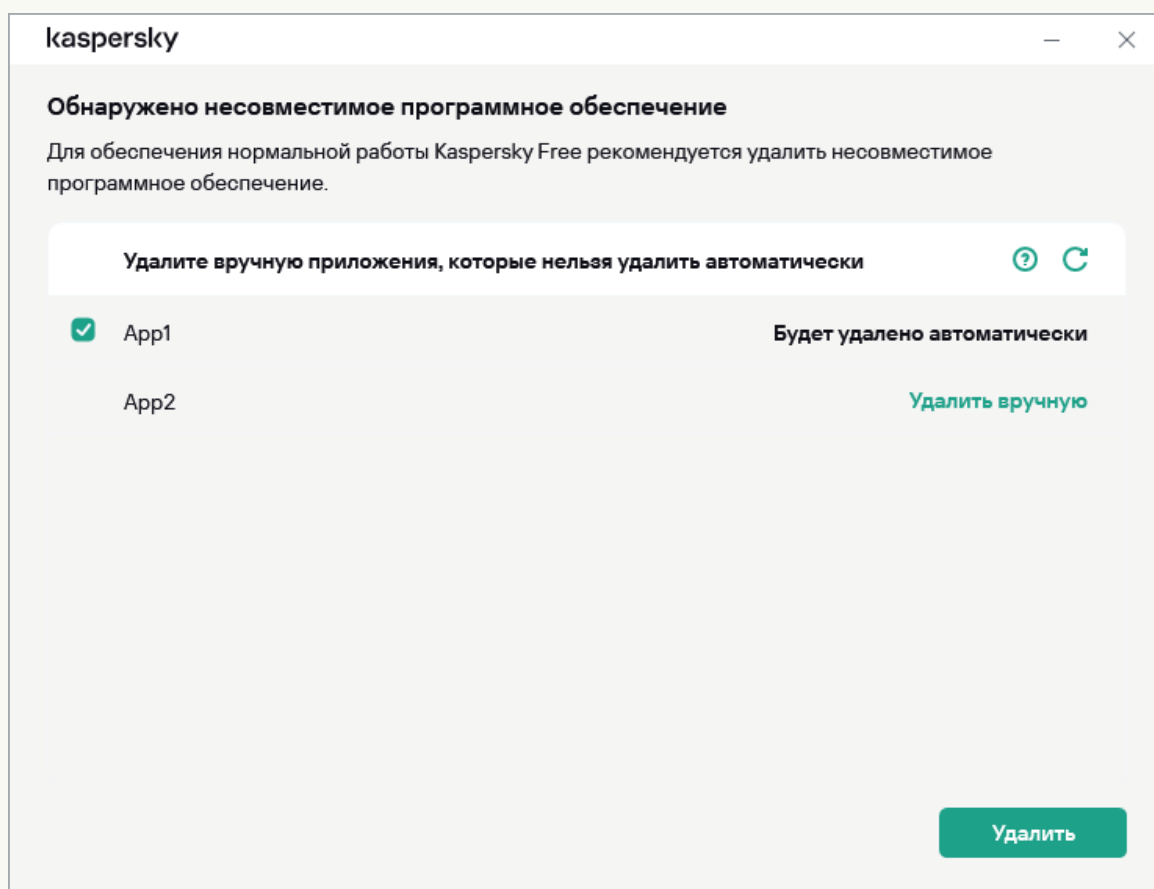 kaspersky
Обнаружено несовместимое программное обеспечение
Для обеспечения нормальной работы Kaspersky Free рекомендуется удалить несовместимое
программное обеспечение.
Удалите вручную приложения, которые нельзя удалить автоматически
App1 Будет удалено автоматически
App2 Удалить вручную
Удалить